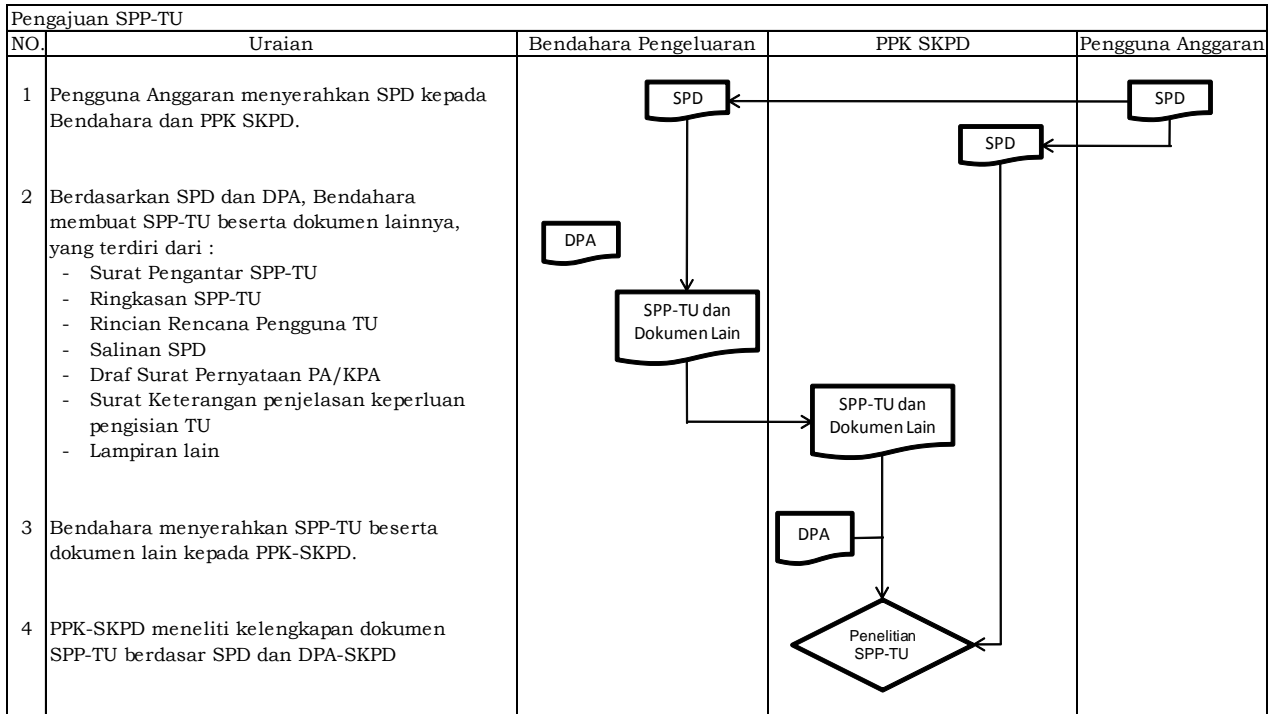 Pengajuan SPP-TU
NO. Uraian Bendahara Pengeluaran PPK SKPD Pengguna Anggaran
1 Pengguna Anggaran menyerahkan SPD kepada
Bendahara dan PPK SKPD.
SPD
SPD
SPD
2 Berdasarkan SPD dan DPA, Bendahara
membuat SPP-TU beserta dokumen lainnya,
yang terdiri dari :
- Surat Pengantar SPP-TU
- Ringkasan SPP-TU
- Rincian Rencana Pengguna TU
- Salinan SPD
- Draf Surat Pernyataan PA/KPA
- Surat Keterangan penjelasan keperluan
pengisian TU
- Lampiran lain
DPA
SPP-TU dan
Dokumen Lain
SPP-TU dan
Dokumen Lain
3 Bendahara menyerahkan SPP-TU beserta
dokumen lain kepada PPK-SKPD.
DPA
4 PPK-SKPD meneliti kelengkapan dokumen
SPP-TU berdasar SPD dan DPA-SKPD
Penelitian
SPP-TU